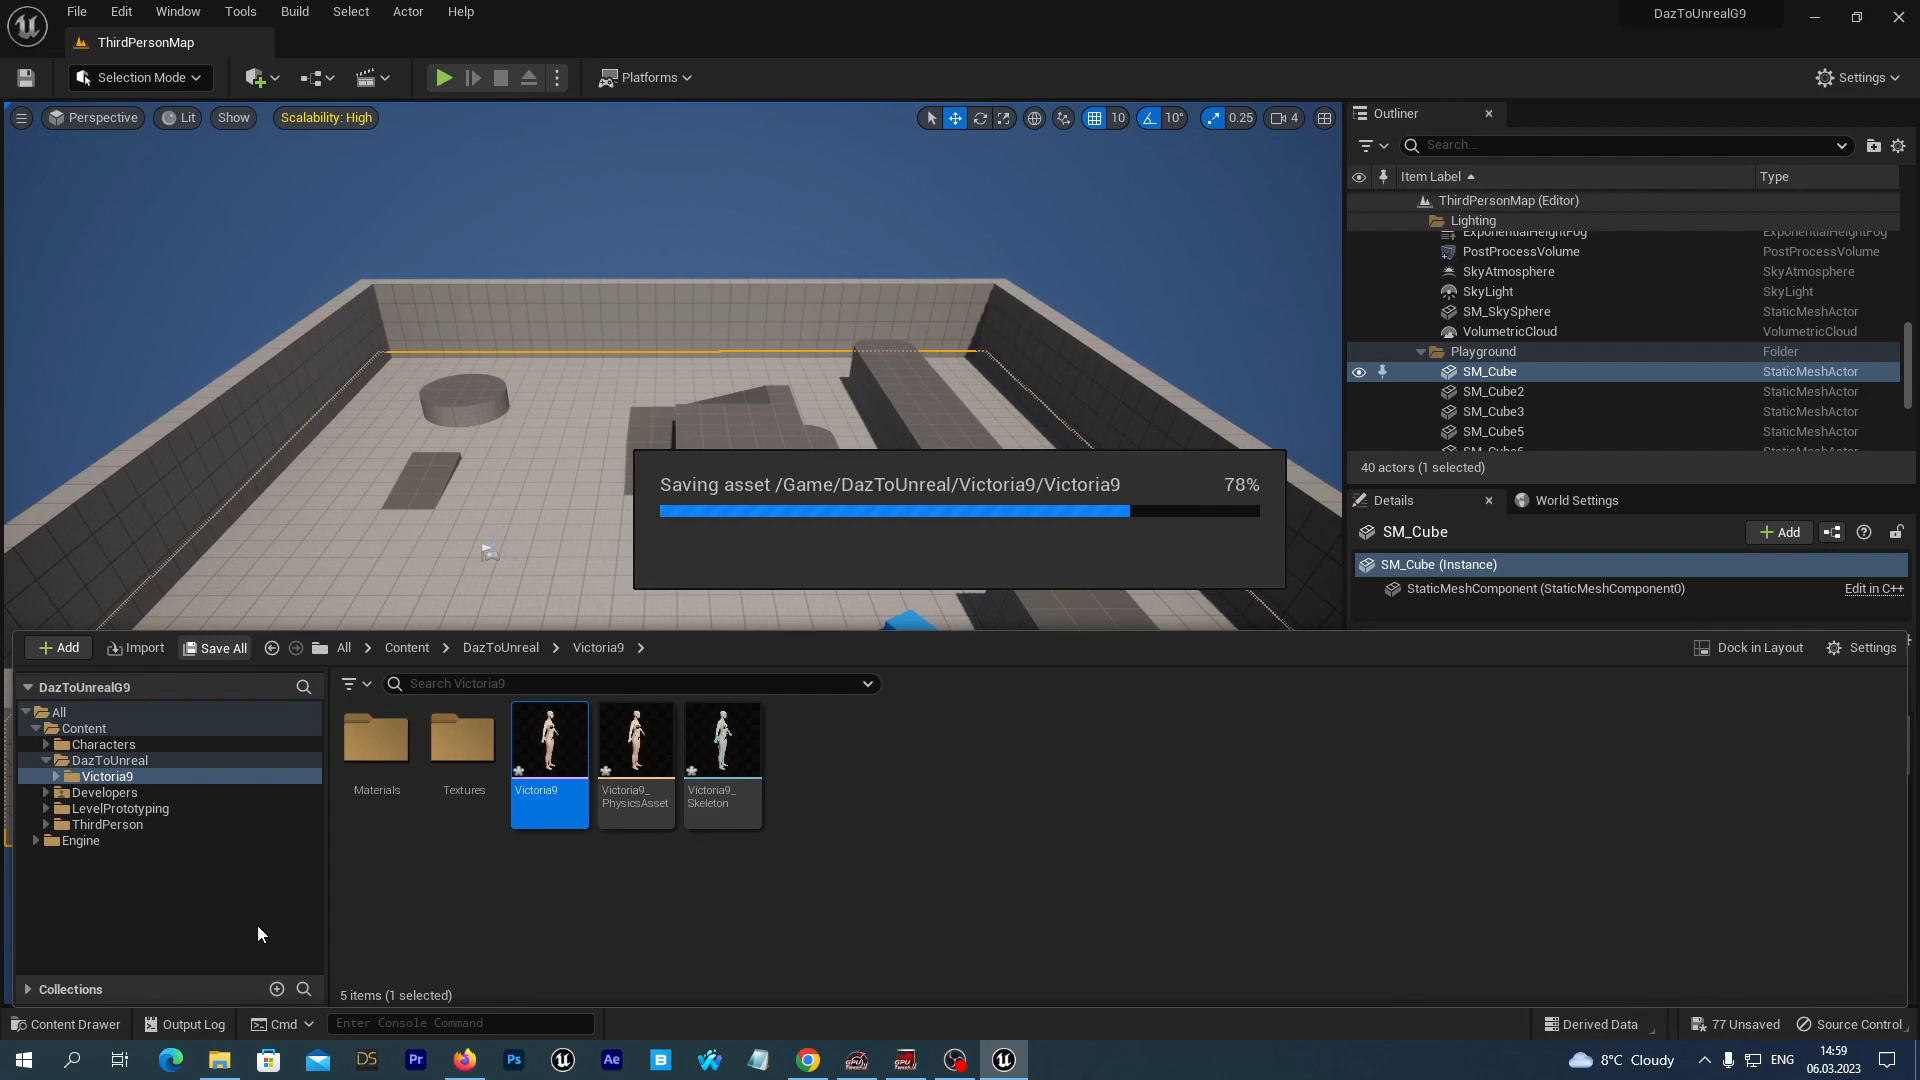 File Edit Window Tools Build Select Actor Help
DazToUnrealG9
ThirdPersonMap
Selection Mode
Platforms
Settings
Perspective Lit Show Scalability: High
10 10° 0.25 4
Outliner
Search...
Item Label Type
ThirdPersonMap (Editor)
Lighting
ExponentialHeightFog ExponentialHeightFog
PostProcessVolume PostProcessVolume
SkyAtmosphere SkyAtmosphere
SkyLight SkyLight
SM_SkySphere StaticMeshActor
VolumetricCloud VolumetricCloud
Playground Folder
SM_Cube StaticMeshActor
SM_Cube2 StaticMeshActor
SM_Cube3 StaticMeshActor
SM_Cube5 StaticMeshActor
40 actors (1 selected)
Saving asset /Game/DazToUnreal/Victoria9/Victoria9 78%
Details World Settings
SM_Cube Add
SM_Cube (Instance)
StaticMeshComponent (StaticMeshComponent0) Edit in C++
Add Import Save All All Content DazToUnreal Victoria9
Dock in Layout Settings
DazToUnrealG9
Search Victoria9
All
Content
Characters
DazToUnreal
Victoria9
Developers
LevelPrototyping
ThirdPerson
Engine
Materials
Textures
Victoria9
Victoria9_
PhysicsAsset
Victoria9_
Skeleton
Collections
5 items (1 selected)
Content Drawer Output Log Cmd Enter Console Command
Derived Data 77 Unsaved Source Control
DS Pr Ps Ae
8°C Cloudy ENG
14:59
06.03.2023